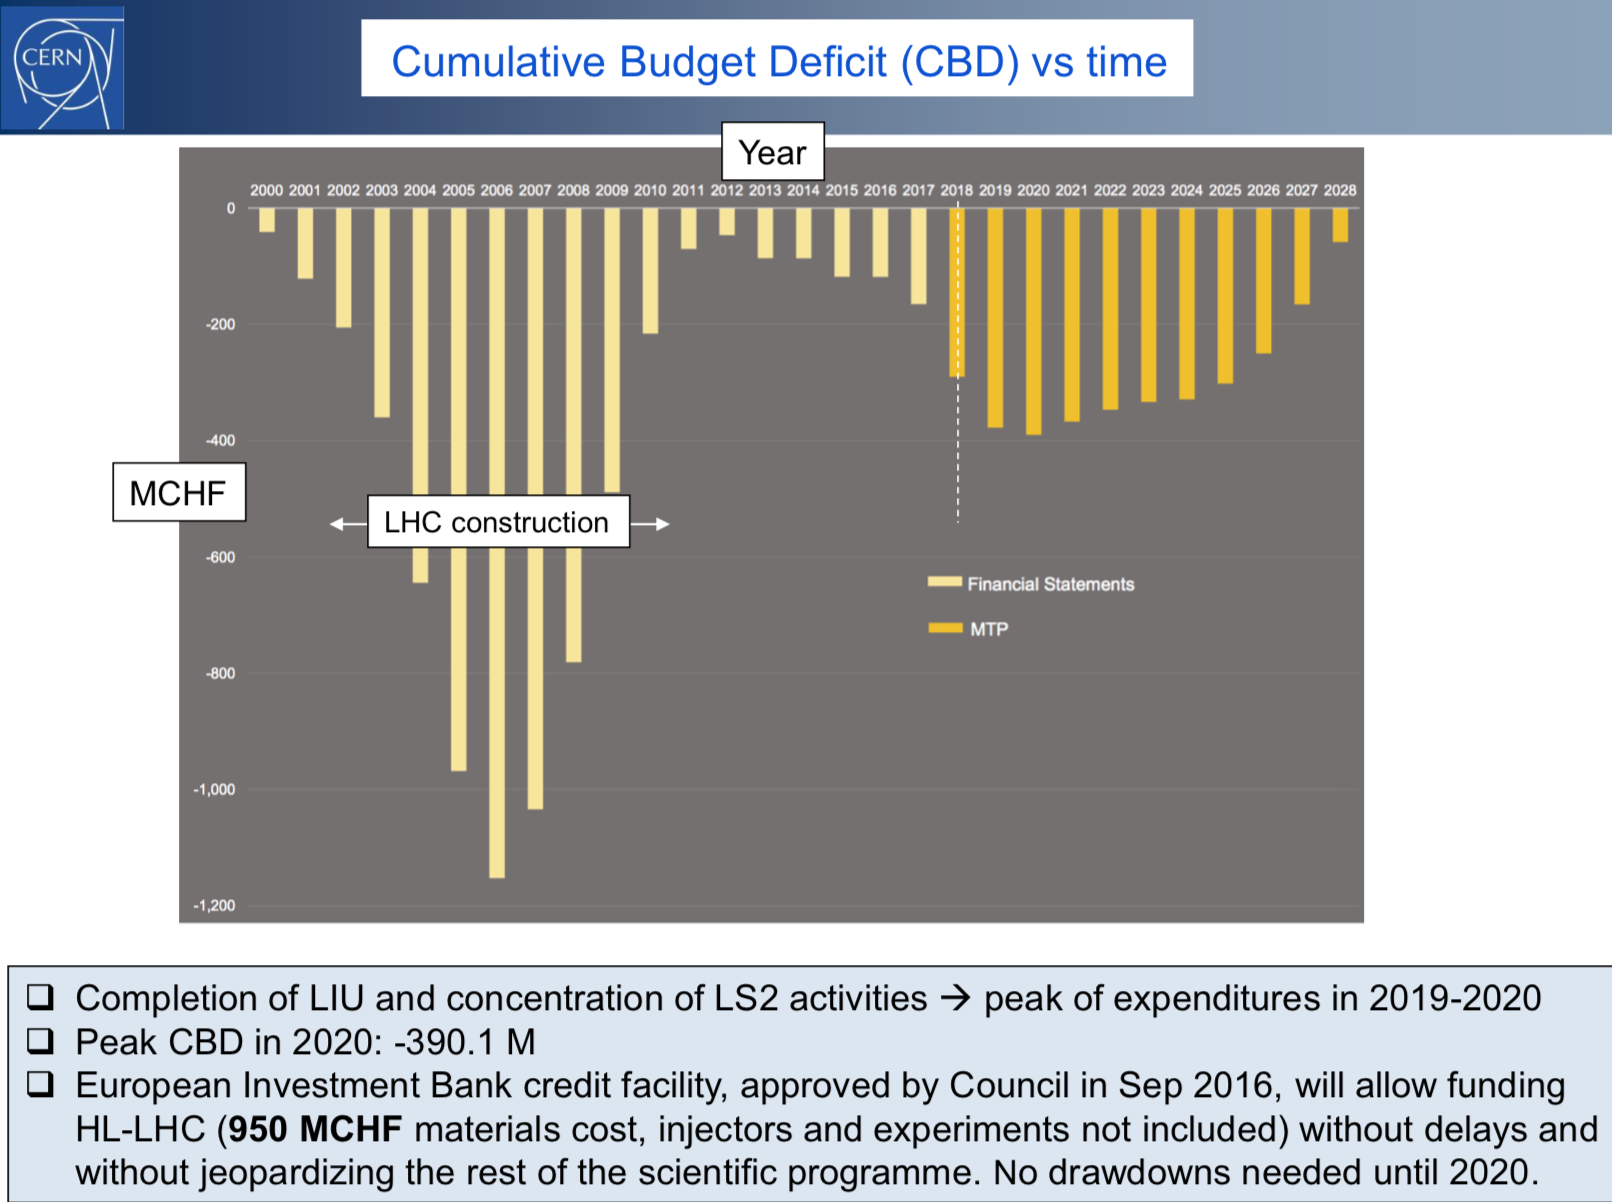 CERN
Cumulative Budget Deficit (CBD) vs time
Year
2000 2001 2002 2003 2004 2005 2006 2007 2008 2009 2010 2011 2012 2013 2014 2015 2016 2017 2018 2019 2020 2021 2022 2023 2024 2025 2026 2027 2028
0
-200
-400
MCHF
LHC construction
-600
Financial Statements
MTP
-800
-1,000
-1,200
❑ Completion of LIU and concentration of LS2 activities → peak of expenditures in 2019-2020
❑ Peak CBD in 2020: -390.1 M
❑ European Investment Bank credit facility, approved by Council in Sep 2016, will allow funding
HL-LHC (950 MCHF materials cost, injectors and experiments not included) without delays and
without jeopardizing the rest of the scientific programme. No drawdowns needed until 2020.